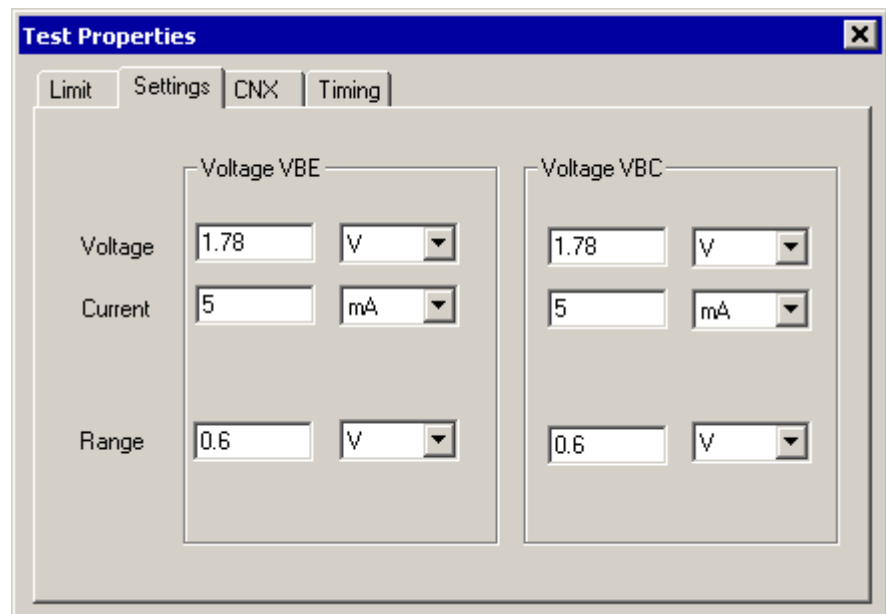 Test Properties
Limit Settings CNX Timing
Voltage VBE Voltage VBC
Voltage 1.78 V 1.78 V
Current 5 mA 5 mA
Range 0.6 V 0.6 V